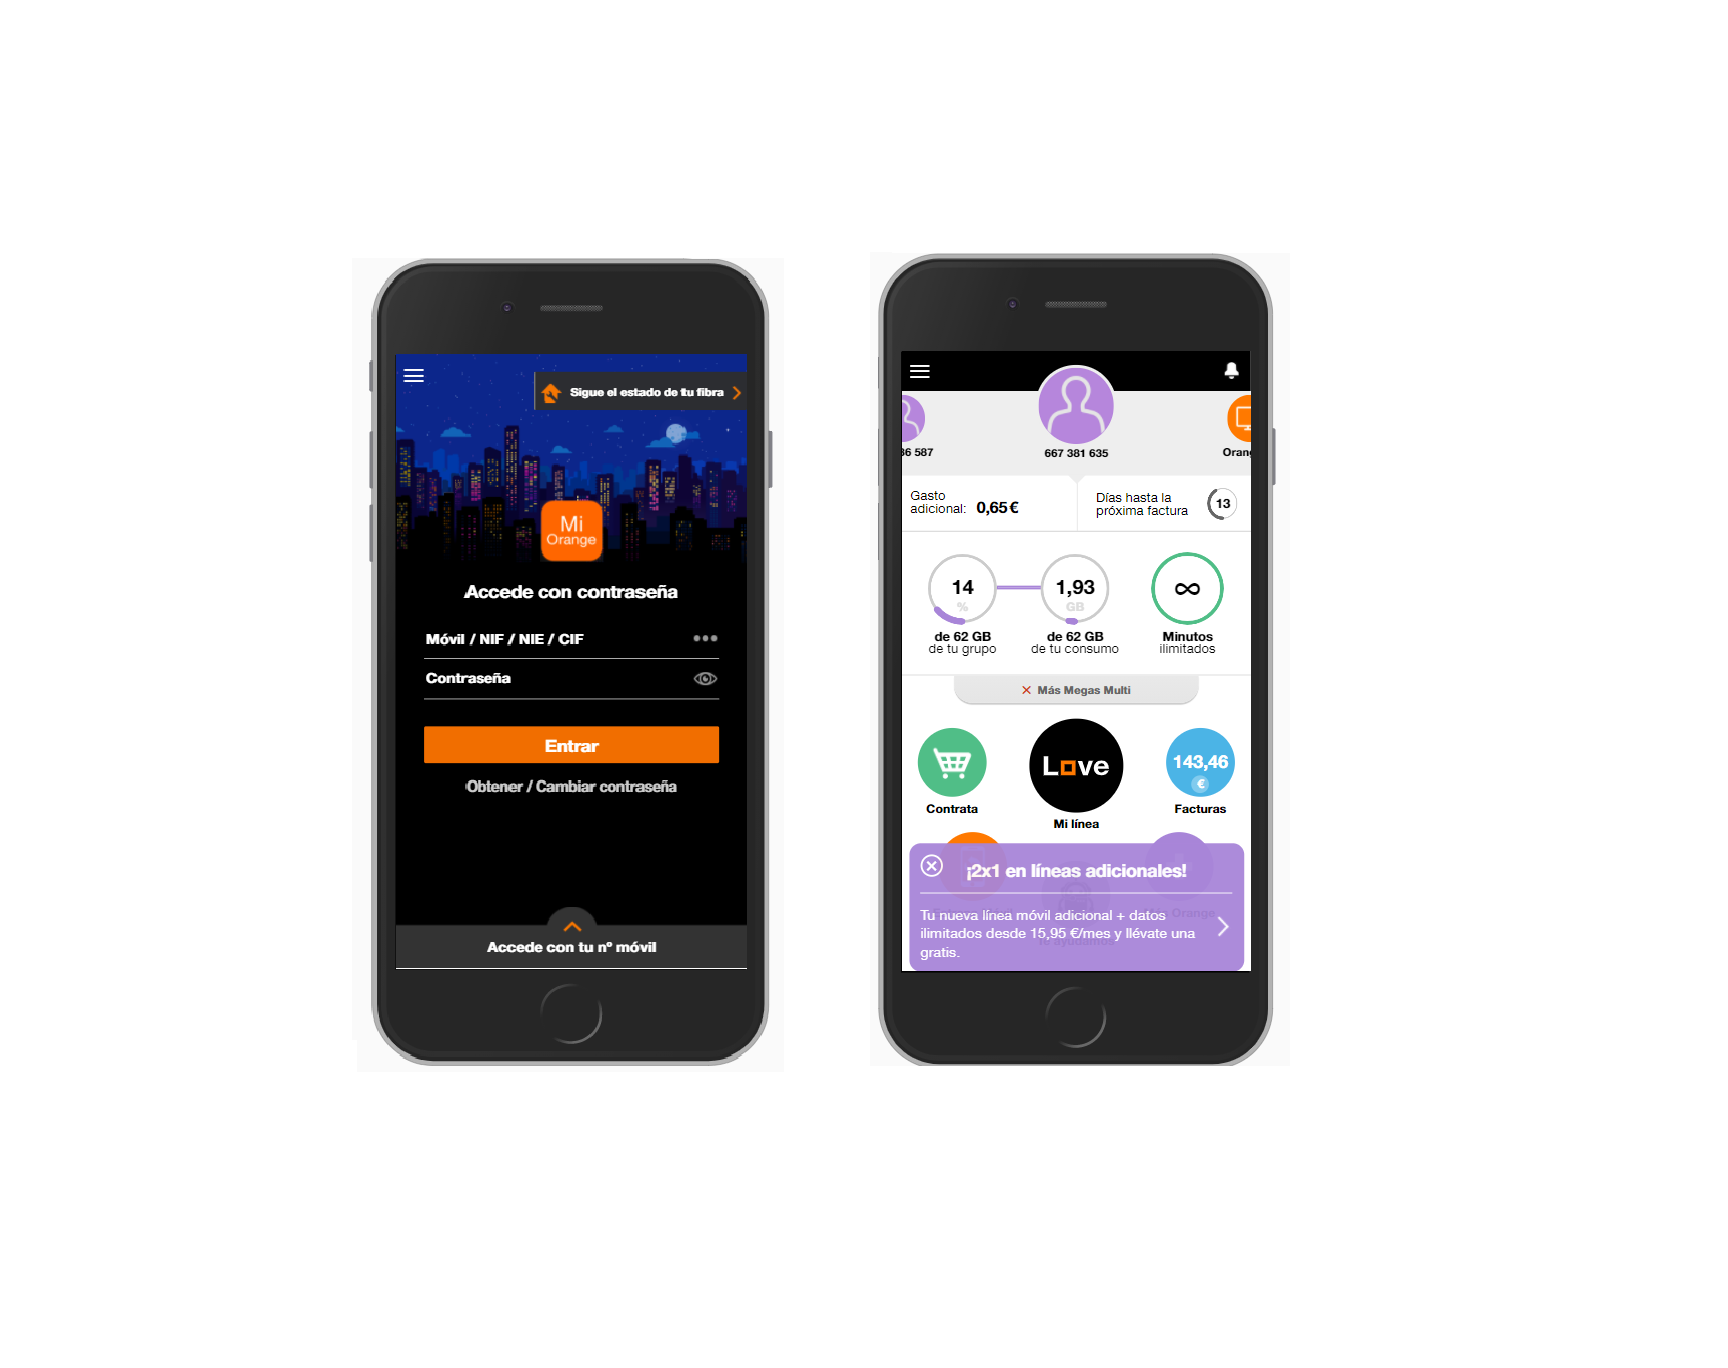 Sigue el estado de tu fibra
Mi
Orange
Accede con contraseña
Móvil / NIF / NIE / CIF
Contraseña
Entrar
Obtener / Cambiar contraseña
Accede con tu nº móvil
36 587
667 381 635
Orang
Gasto
adicional: 0,65 €
Días hasta la
próxima factura
13
14
%
de 62 GB
de tu grupo
1,93
GB
de 62 GB
de tu consumo
∞
Minutos
ilimitados
Más Megas Multi
Contrata
Love
Mi línea
143,46
€
Facturas
¡2x1 en líneas adicionales!
Tu nueva línea móvil adicional + datos
ilimitados desde 15,95 €/mes y llévate una
gratis.
Orange
ayudamos